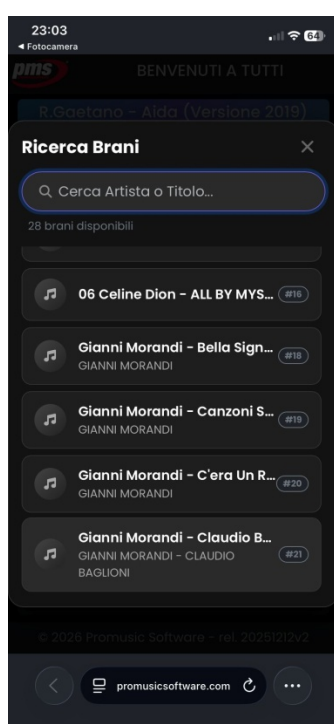 23:03
64
◀ Fotocamera
pms
BENVENUTI A TUTTI
R.Gaetano - Aida (Versione 2019)
Ricerca Brani
Cerca Artista o Titolo...
28 brani disponibili
06 Celine Dion - ALL BY MYS...
#16
Gianni Morandi - Bella Sign...
GIANNI MORANDI
#18
Gianni Morandi - Canzoni S...
GIANNI MORANDI
#19
Gianni Morandi - C'era Un R...
GIANNI MORANDI
#20
Gianni Morandi - Claudio B...
GIANNI MORANDI - CLAUDIO
BAGLIONI
#21
© 2026 Promusic Software - rel. 20251212v2
promusicsoftware.com